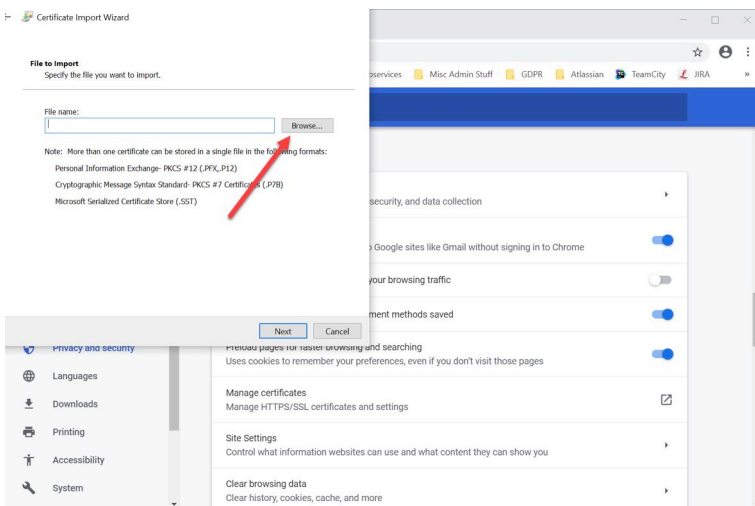 Certificate Import Wizard
File to Import
Specify the file you want to import.
File name:
Browse...
Note: More than one certificate can be stored in a single file in the following formats:
Personal Information Exchange- PKCS #12 (.PFX,.P12)
Cryptographic Message Syntax Standard- PKCS #7 Certificates (.P7B)
Microsoft Serialized Certificate Store (.SST)
Next Cancel
Misc Admin Stuff GDPR Atlassian TeamCity JIRA »
security, and data collection
Google sites like Gmail without signing in to Chrome
your browsing traffic
methods saved
Privacy and security
Languages
Downloads
Printing
Accessibility
System
Preload pages for faster browsing and searching
Uses cookies to remember your preferences, even if you don't visit those pages
Manage certificates
Manage HTTPS/SSL certificates and settings
Site Settings
Control what information websites can use and what content they can show you
Clear browsing data
Clear history, cookies, cache, and more